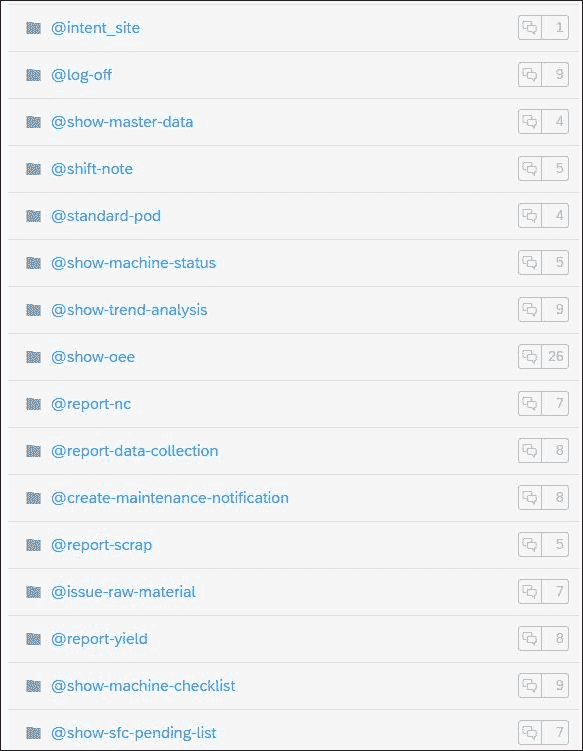 @intent_site 1
@log-off 9
@show-master-data 4
@shift-note 5
@standard-pod 4
@show-machine-status 5
@show-trend-analysis 9
@show-oee 26
@report-nc 7
@report-data-collection 8
@create-maintenance-notification 8
@report-scrap 5
@issue-raw-material 7
@report-yield 8
@show-machine-checklist 9
@show-sfc-pending-list 7